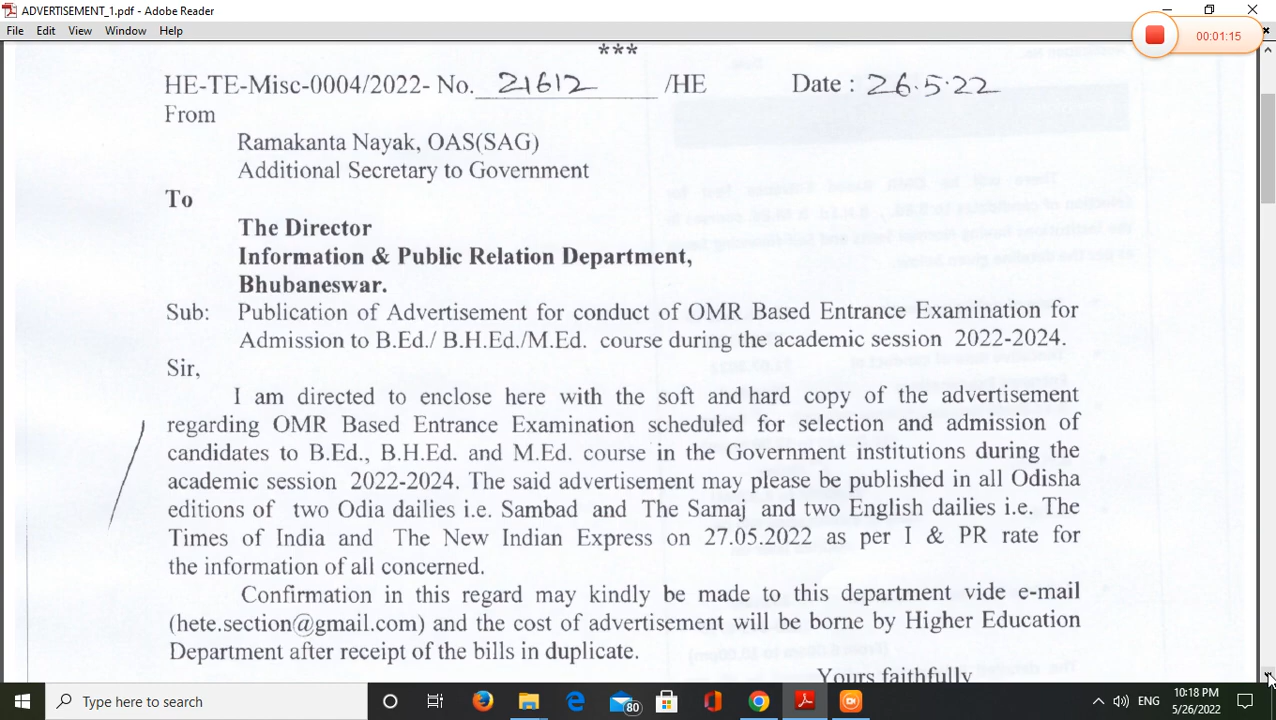 ADVERTISEMENT_1.pdf - Adobe Reader
File Edit View Window Help
00:01:15
***
HE-TE-Misc-0004/2022- No. 21612 /HE Date : 26.5.22
From
Ramakanta Nayak, OAS(SAG)
Additional Secretary to Government
To
The Director
Information & Public Relation Department,
Bhubaneswar.
Sub: Publication of Advertisement for conduct of OMR Based Entrance Examination for
Admission to B.Ed./ B.H.Ed./M.Ed. course during the academic session 2022-2024.
Sir,
I am directed to enclose here with the soft and hard copy of the advertisement
regarding OMR Based Entrance Examination scheduled for selection and admission of
candidates to B.Ed., B.H.Ed. and M.Ed. course in the Government institutions during the
academic session 2022-2024. The said advertisement may please be published in all Odisha
editions of two Odia dailies i.e. Sambad and The Samaj and two English dailies i.e. The
Times of India and The New Indian Express on 27.05.2022 as per I & PR rate for
the information of all concerned.
Confirmation in this regard may kindly be made to this department vide e-mail
(hete.section@gmail.com) and the cost of advertisement will be borne by Higher Education
Department after receipt of the bills in duplicate.
Yours faithfully
Type here to search
80
ENG
10:18 PM
5/26/2022